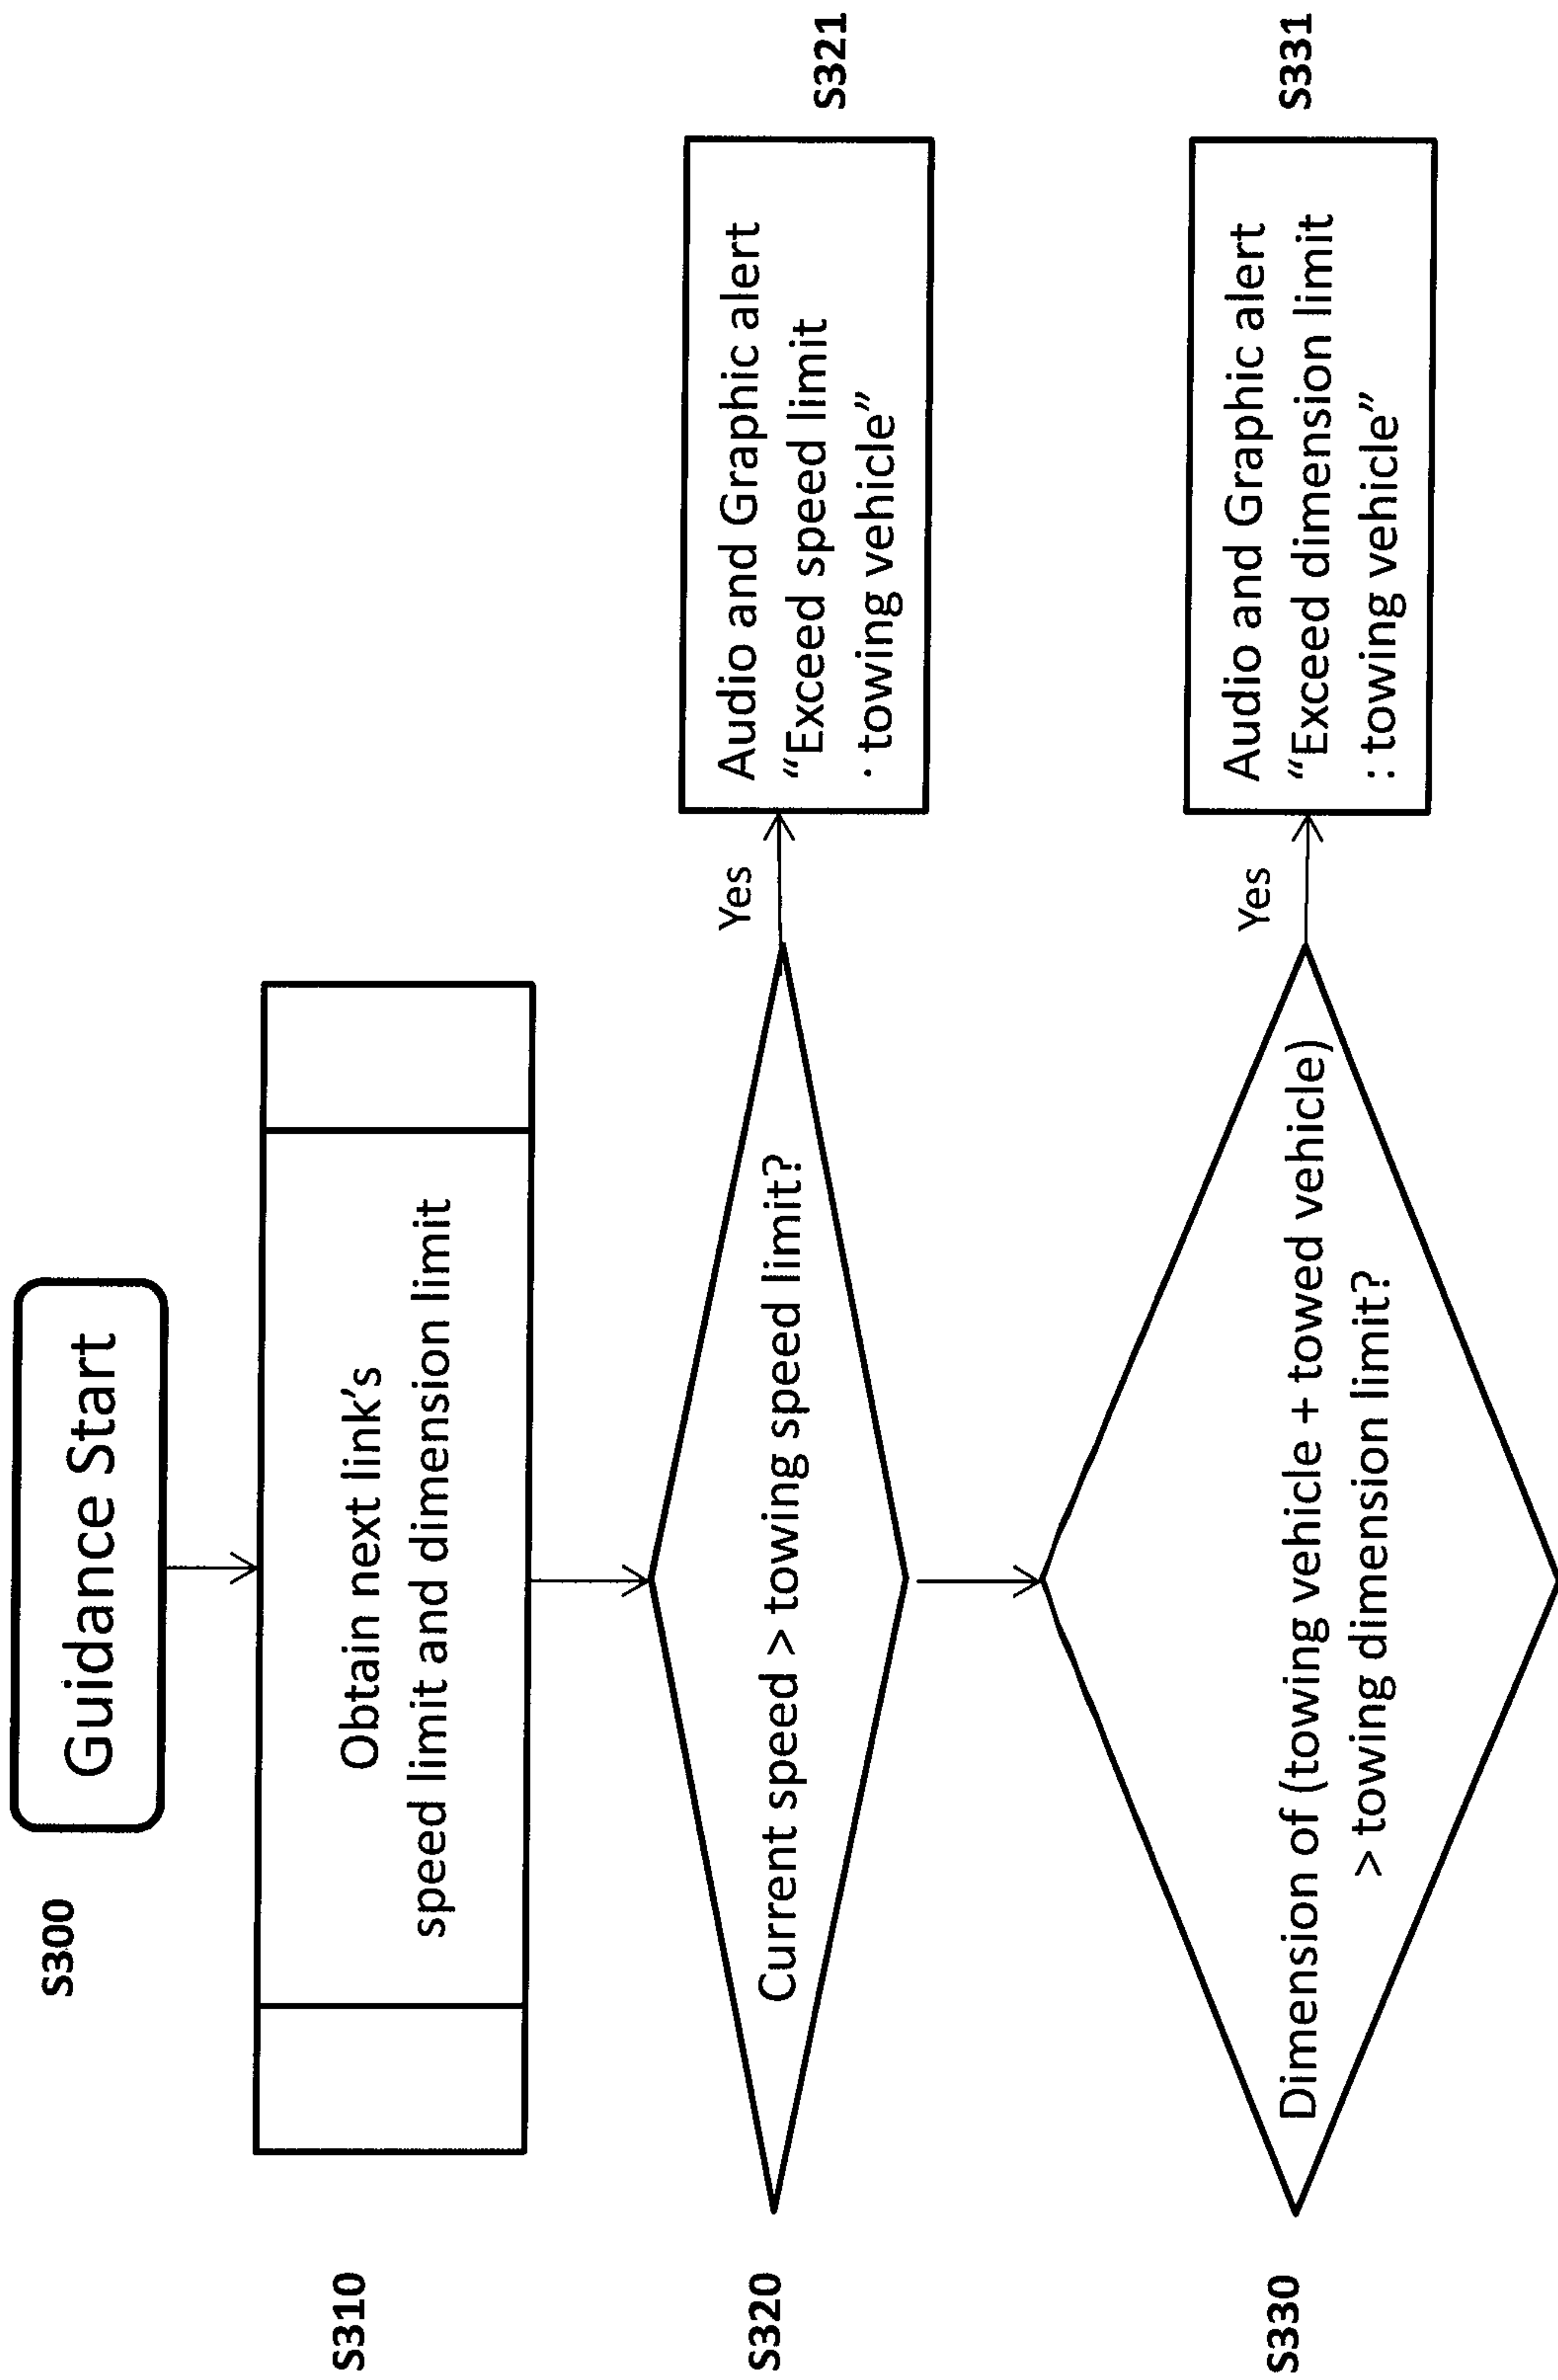 S300
Guidance Start
S310
Obtain next link's
speed limit and dimension limit
S320
Current speed > towing speed limit?
Yes
Audio and Graphic alert
“Exceed speed limit
· towing vehicle”
S321
S330
Dimension of (towing vehicle + towed vehicle)
> towing dimension limit?
Yes
Audio and Graphic alert
“Exceed dimension limit
: towing vehicle”
S331